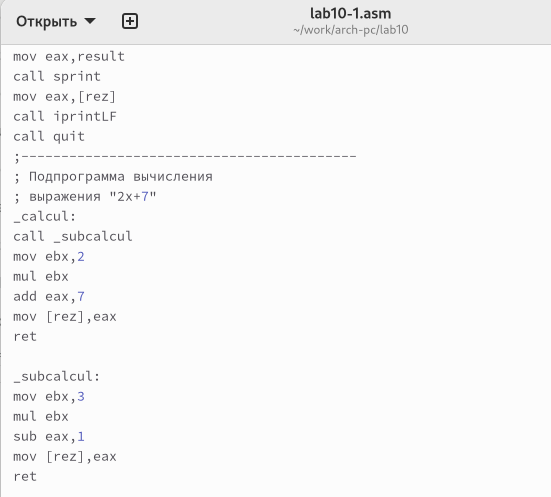 Открыть
lab10-1.asm
~/work/arch-pc/lab10
mov eax,result
call sprint
mov eax,[rez]
call iprintLF
call quit
;------------------------------------------
; Подпрограмма вычисления
; выражения "2x+7"
_calcul:
call _subcalcul
mov ebx,2
mul ebx
add eax,7
mov [rez],eax
ret
_subcalcul:
mov ebx,3
mul ebx
sub eax,1
mov [rez],eax
ret